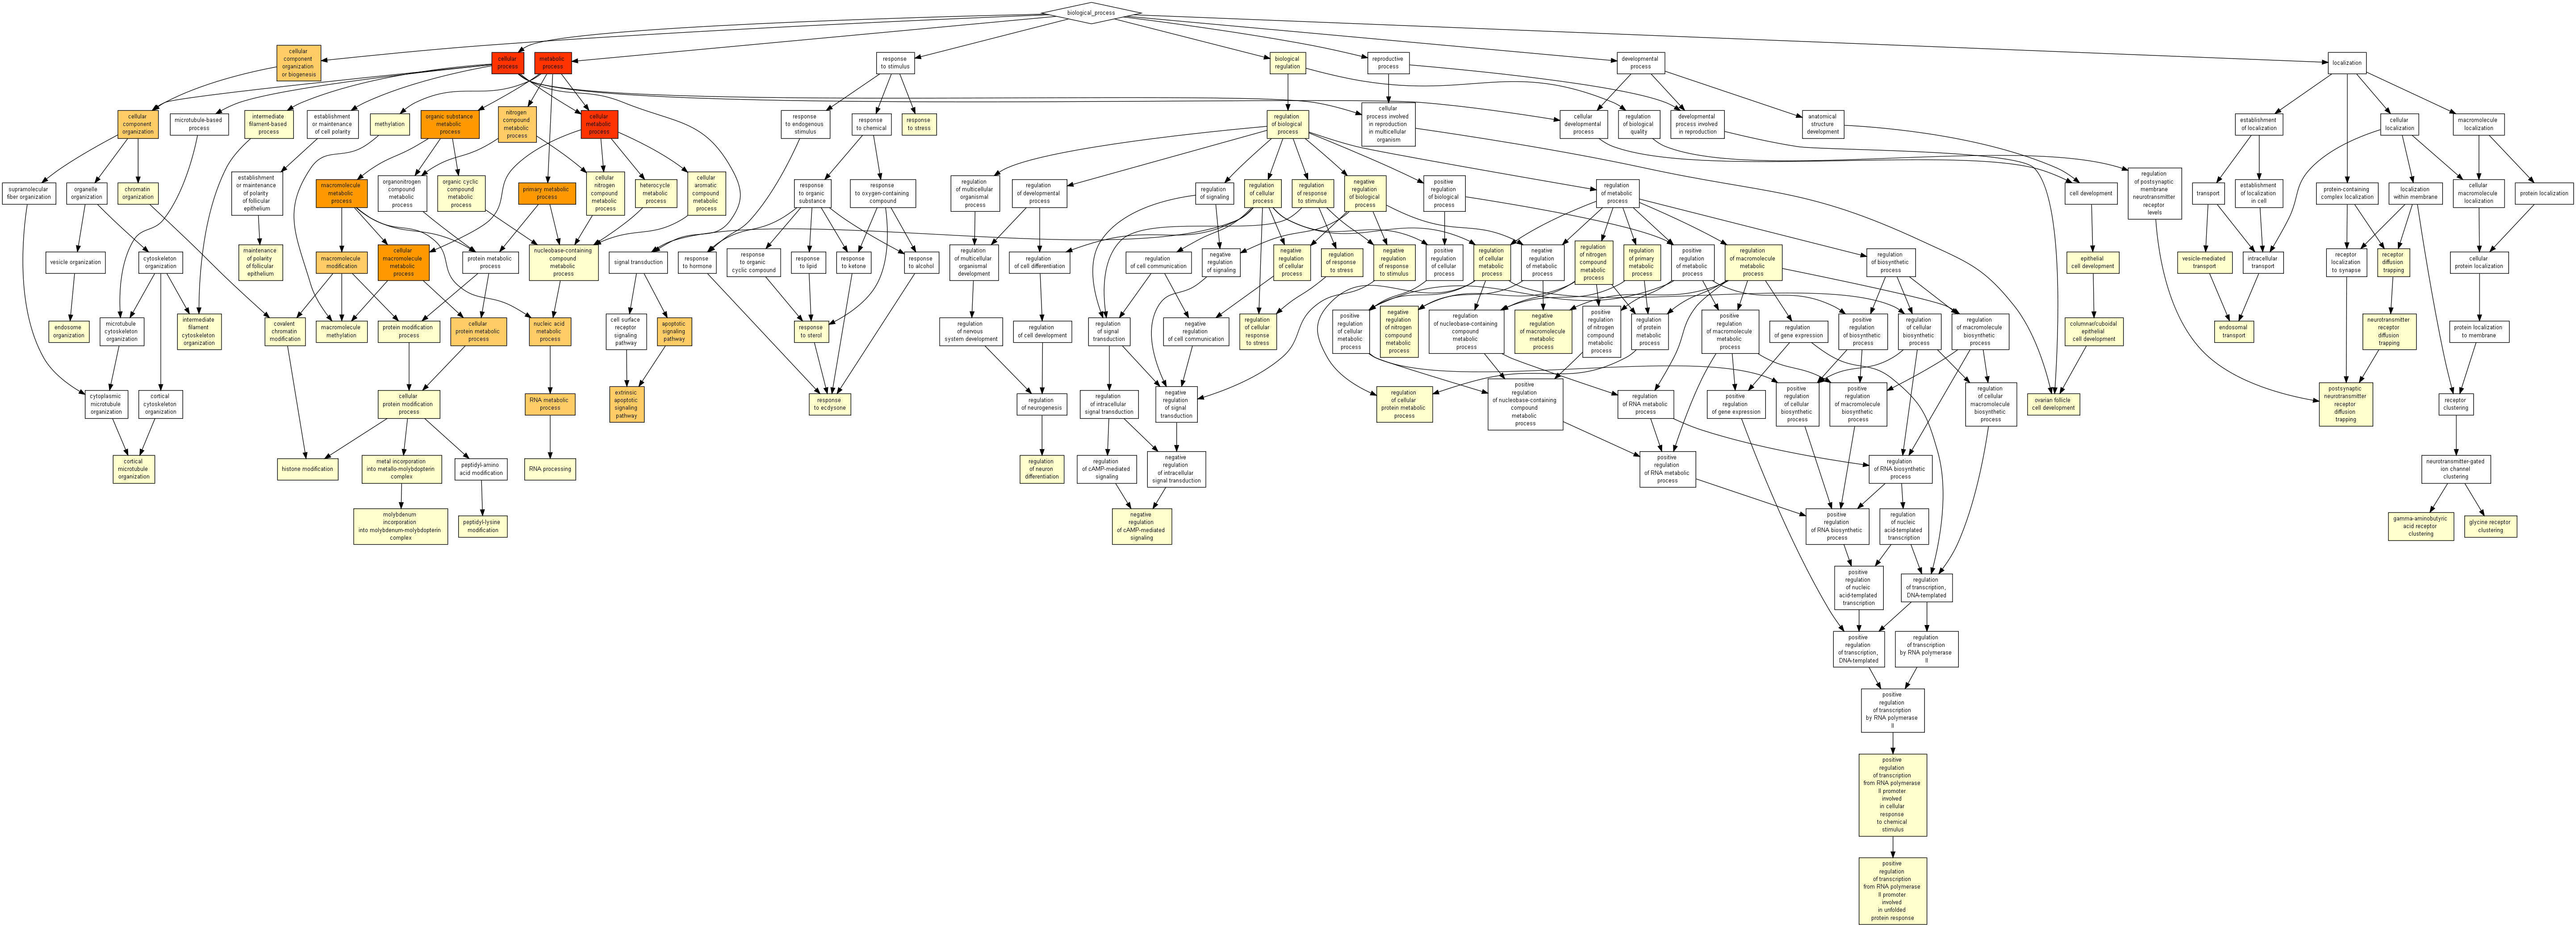 biological_process
cellular
component
organization
or biogenesis
cellular
process
metabolic
process
response
to stimulus
biological
regulation
reproductive
process
developmental
process
localization
cellular
component
organization
microtubule-based
process
intermediate
filament-based
process
establishment
or maintenance
of cell polarity
methylation
organic substance
metabolic
process
nitrogen
compound
metabolic
process
cellular
metabolic
process
response
to endogenous
stimulus
response
to chemical
response
to stress
regulation
of biological
process
cellular
process involved
in reproduction
in multicellular
organism
cellular
developmental
process
regulation
of biological
quality
developmental
process involved
in reproduction
anatomical
structure
development
establishment
of localization
cellular
localization
macromolecule
localization
supramolecular
fiber organization
organelle
organization
chromatin
organization
establishment
or maintenance
of polarity
of follicular
epithelium
macromolecule
metabolic
process
organonitrogen
compound
metabolic
process
organic cyclic
compound
metabolic
process
primary metabolic
process
cellular
nitrogen
compound
metabolic
process
heterocycle
metabolic
process
cellular
aromatic
compound
metabolic
process
response
to organic
substance
response
to oxygen-containing
compound
regulation
of multicellular
organismal
process
regulation
of developmental
process
regulation
of signaling
regulation
of cellular
process
regulation
of response
to stimulus
negative
regulation
of biological
process
positive
regulation
of biological
process
regulation
of metabolic
process
cell development
regulation
of postsynaptic
membrane
neurotransmitter
receptor
levels
transport
establishment
of localization
in cell
protein-containing
complex localization
localization
within membrane
cellular
macromolecule
localization
protein localization
vesicle organization
cytoskeleton
organization
maintenance
of polarity
of follicular
epithelium
macromolecule
modification
cellular
macromolecule
metabolic
process
protein metabolic
process
nucleobase-containing
compound
metabolic
process
signal transduction
response
to hormone
response
to organic
cyclic compound
response
to lipid
response
to ketone
response
to alcohol
regulation
of multicellular
organismal
development
regulation
of cell differentiation
regulation
of cell communication
negative
regulation
of signaling
negative
regulation
of cellular
process
regulation
of response
to stress
negative
regulation
of response
to stimulus
positive
regulation
of cellular
process
regulation
of cellular
metabolic
process
negative
regulation
of metabolic
process
regulation
of nitrogen
compound
metabolic
process
regulation
of primary
metabolic
process
positive
regulation
of metabolic
process
regulation
of macromolecule
metabolic
process
regulation
of biosynthetic
process
epithelial
cell development
vesicle-mediated
transport
intracellular
transport
receptor
localization
to synapse
receptor
diffusion
trapping
cellular
protein localization
endosome
organization
microtubule
cytoskeleton
organization
intermediate
filament
cytoskeleton
organization
covalent
chromatin
modification
macromolecule
methylation
protein modification
process
cellular
protein metabolic
process
nucleic acid
metabolic
process
cell surface
receptor
signaling
pathway
apoptotic
signaling
pathway
response
to sterol
regulation
of nervous
system development
regulation
of cell development
regulation
of signal
transduction
negative
regulation
of cell communication
regulation
of cellular
response
to stress
positive
regulation
of cellular
metabolic
process
negative
regulation
of nitrogen
compound
metabolic
process
regulation
of nucleobase-containing
compound
metabolic
process
negative
regulation
of macromolecule
metabolic
process
positive
regulation
of nitrogen
compound
metabolic
process
regulation
of protein
metabolic
process
positive
regulation
of macromolecule
metabolic
process
regulation
of gene expression
positive
regulation
of biosynthetic
process
regulation
of cellular
biosynthetic
process
regulation
of macromolecule
biosynthetic
process
columnar/cuboidal
epithelial
cell development
endosomal
transport
neurotransmitter
receptor
diffusion
trapping
protein localization
to membrane
cytoplasmic
microtubule
organization
cortical
cytoskeleton
organization
cellular
protein modification
process
RNA metabolic
process
extrinsic
apoptotic
signaling
pathway
response
to ecdysone
regulation
of neurogenesis
regulation
of intracellular
signal transduction
negative
regulation
of signal
transduction
regulation
of cellular
protein metabolic
process
positive
regulation
of nucleobase-containing
compound
metabolic
process
regulation
of RNA metabolic
process
positive
regulation
of gene expression
positive
regulation
of cellular
biosynthetic
process
positive
regulation
of macromolecule
biosynthetic
process
regulation
of cellular
macromolecule
biosynthetic
process
ovarian follicle
cell development
postsynaptic
neurotransmitter
receptor
diffusion
trapping
receptor
clustering
cortical
microtubule
organization
histone modification
metal incorporation
into metallo-molybdopterin
complex
peptidyl-amino
acid modification
RNA processing
regulation
of neuron
differentiation
regulation
of cAMP-mediated
signaling
negative
regulation
of intracellular
signal transduction
positive
regulation
of RNA metabolic
process
regulation
of RNA biosynthetic
process
neurotransmitter-gated
ion channel
clustering
molybdenum
incorporation
into molybdenum-molybdopterin
complex
peptidyl-lysine
modification
negative
regulation
of cAMP-mediated
signaling
positive
regulation
of RNA biosynthetic
process
regulation
of nucleic
acid-templated
transcription
gamma-aminobutyric
acid receptor
clustering
glycine receptor
clustering
positive
regulation
of nucleic
acid-templated
transcription
regulation
of transcription,
DNA-templated
positive
regulation
of transcription,
DNA-templated
regulation
of transcription
by RNA polymerase
II
positive
regulation
of transcription
by RNA polymerase
II
positive
regulation
of transcription
from RNA polymerase
II promoter
involved
in cellular
response
to chemical
stimulus
positive
regulation
of transcription
from RNA polymerase
II promoter
involved
in unfolded
protein response